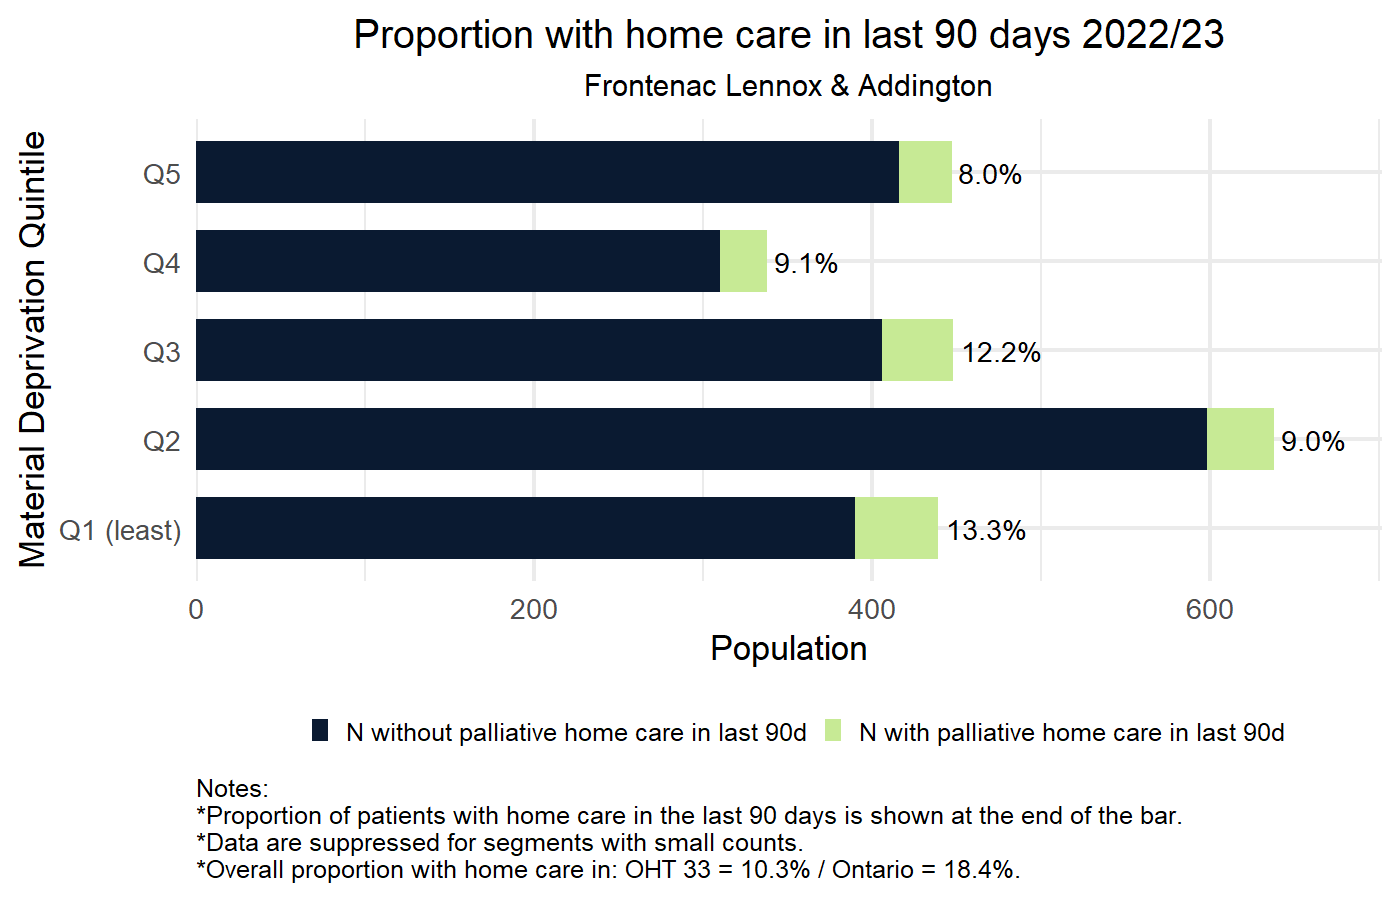 Proportion with home care in last 90 days 2022/23
Frontenac Lennox & Addington
Material Deprivation Quintile
Q5
8.0%
Q4
9.1%
Q3
12.2%
Q2
9.0%
Q1 (least)
13.3%
0 200 400 600
Population
N without palliative home care in last 90d N with palliative home care in last 90d
Notes:
*Proportion of patients with home care in the last 90 days is shown at the end of the bar.
*Data are suppressed for segments with small counts.
*Overall proportion with home care in: OHT 33 = 10.3% / Ontario = 18.4%.